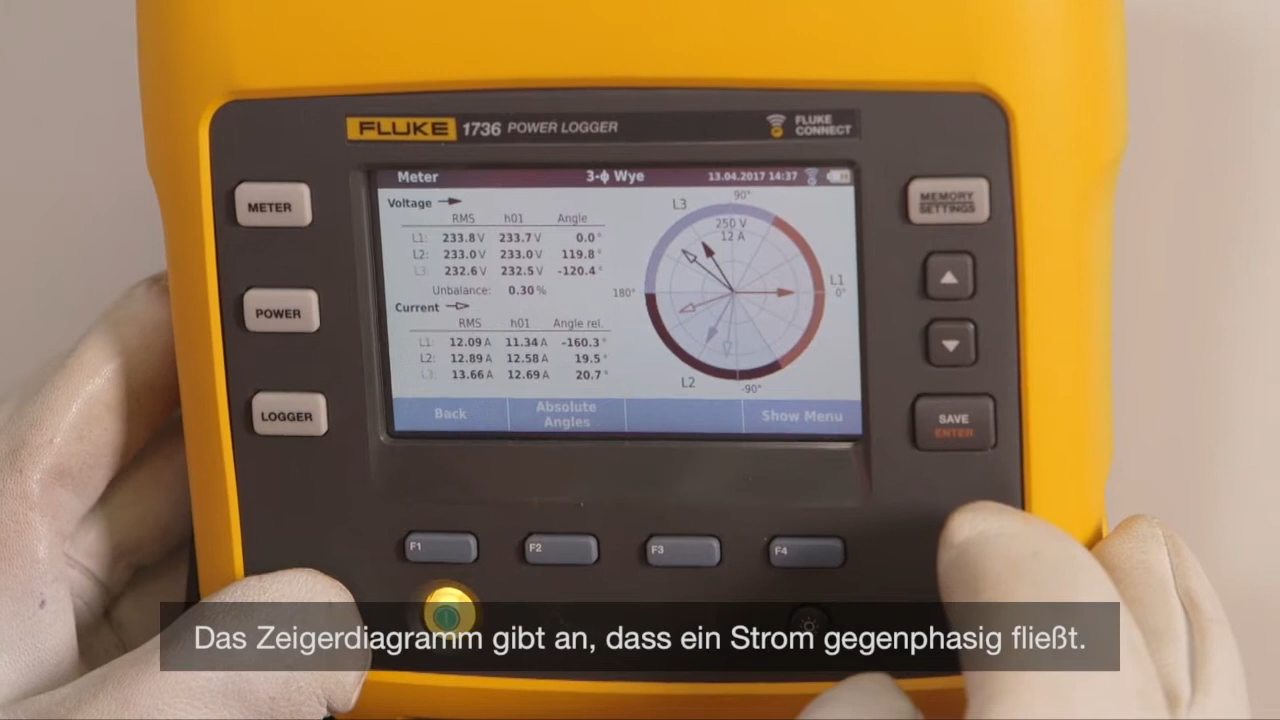 FLUKE 1736 POWER LOGGER
FLUKE
CONNECT
Meter 3-ϕ Wye 13.04.2017 14:37
Voltage
RMS h01 Angle
L1: 233.8 V 233.7 V 0.0°
L2: 233.0 V 233.0 V 119.8°
L3: 232.6 V 232.5 V -120.4°
Unbalance: 0.30 %
Current
RMS h01 Angle rel.
L1: 12.09 A 11.34 A -160.3°
L2: 12.89 A 12.58 A 19.5°
L3: 13.66 A 12.69 A 20.7°
90°
L3
250 V
12 A
L1
180°
0°
L2
-90°
Back
Absolute
Angles
Show Menu
METER
POWER
LOGGER
MEMORY
SETTINGS
SAVE
ENTER
F1
F2
F3
F4
Das Zeigerdiagramm gibt an, dass ein Strom gegenphasig fließt.